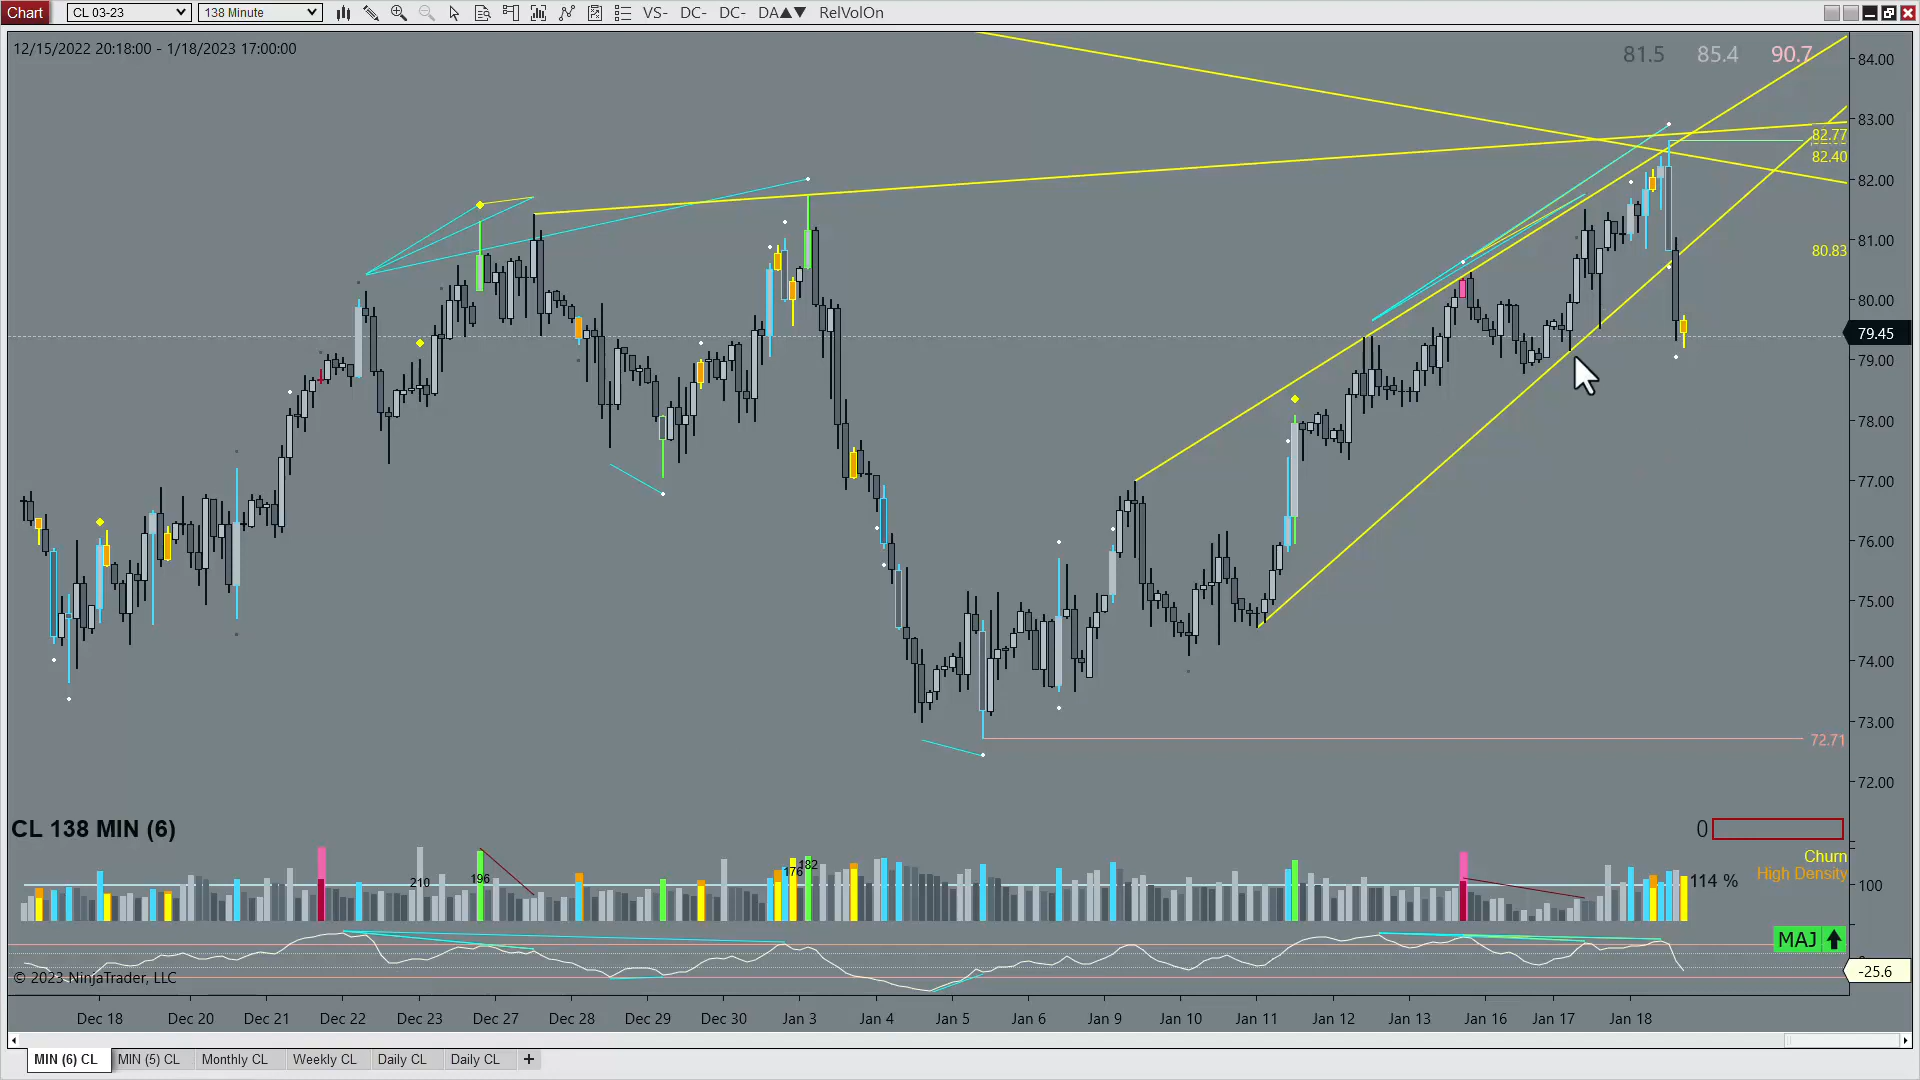 Chart CL 03-23 138 Minute VS- DC- DC- DA▲▼ RelVolOn
12/15/2022 20:18:00 - 1/18/2023 17:00:00
81.5 85.4 90.7
84.00
83.00
82.77
82.40
82.00
81.00
80.83
80.00
79.45
79.00
78.00
77.00
76.00
75.00
74.00
73.00
72.71
72.00
CL 138 MIN (6)
0
Churn
High Density
210
196
176
182
114 %
100
MAJ
-25.6
© 2023 NinjaTrader, LLC
Dec 18 Dec 20 Dec 21 Dec 22 Dec 23 Dec 27 Dec 28 Dec 29 Dec 30 Jan 3 Jan 4 Jan 5 Jan 6 Jan 9 Jan 10 Jan 11 Jan 12 Jan 13 Jan 16 Jan 17 Jan 18
MIN (6) CL MIN (5) CL Monthly CL Weekly CL Daily CL Daily CL +